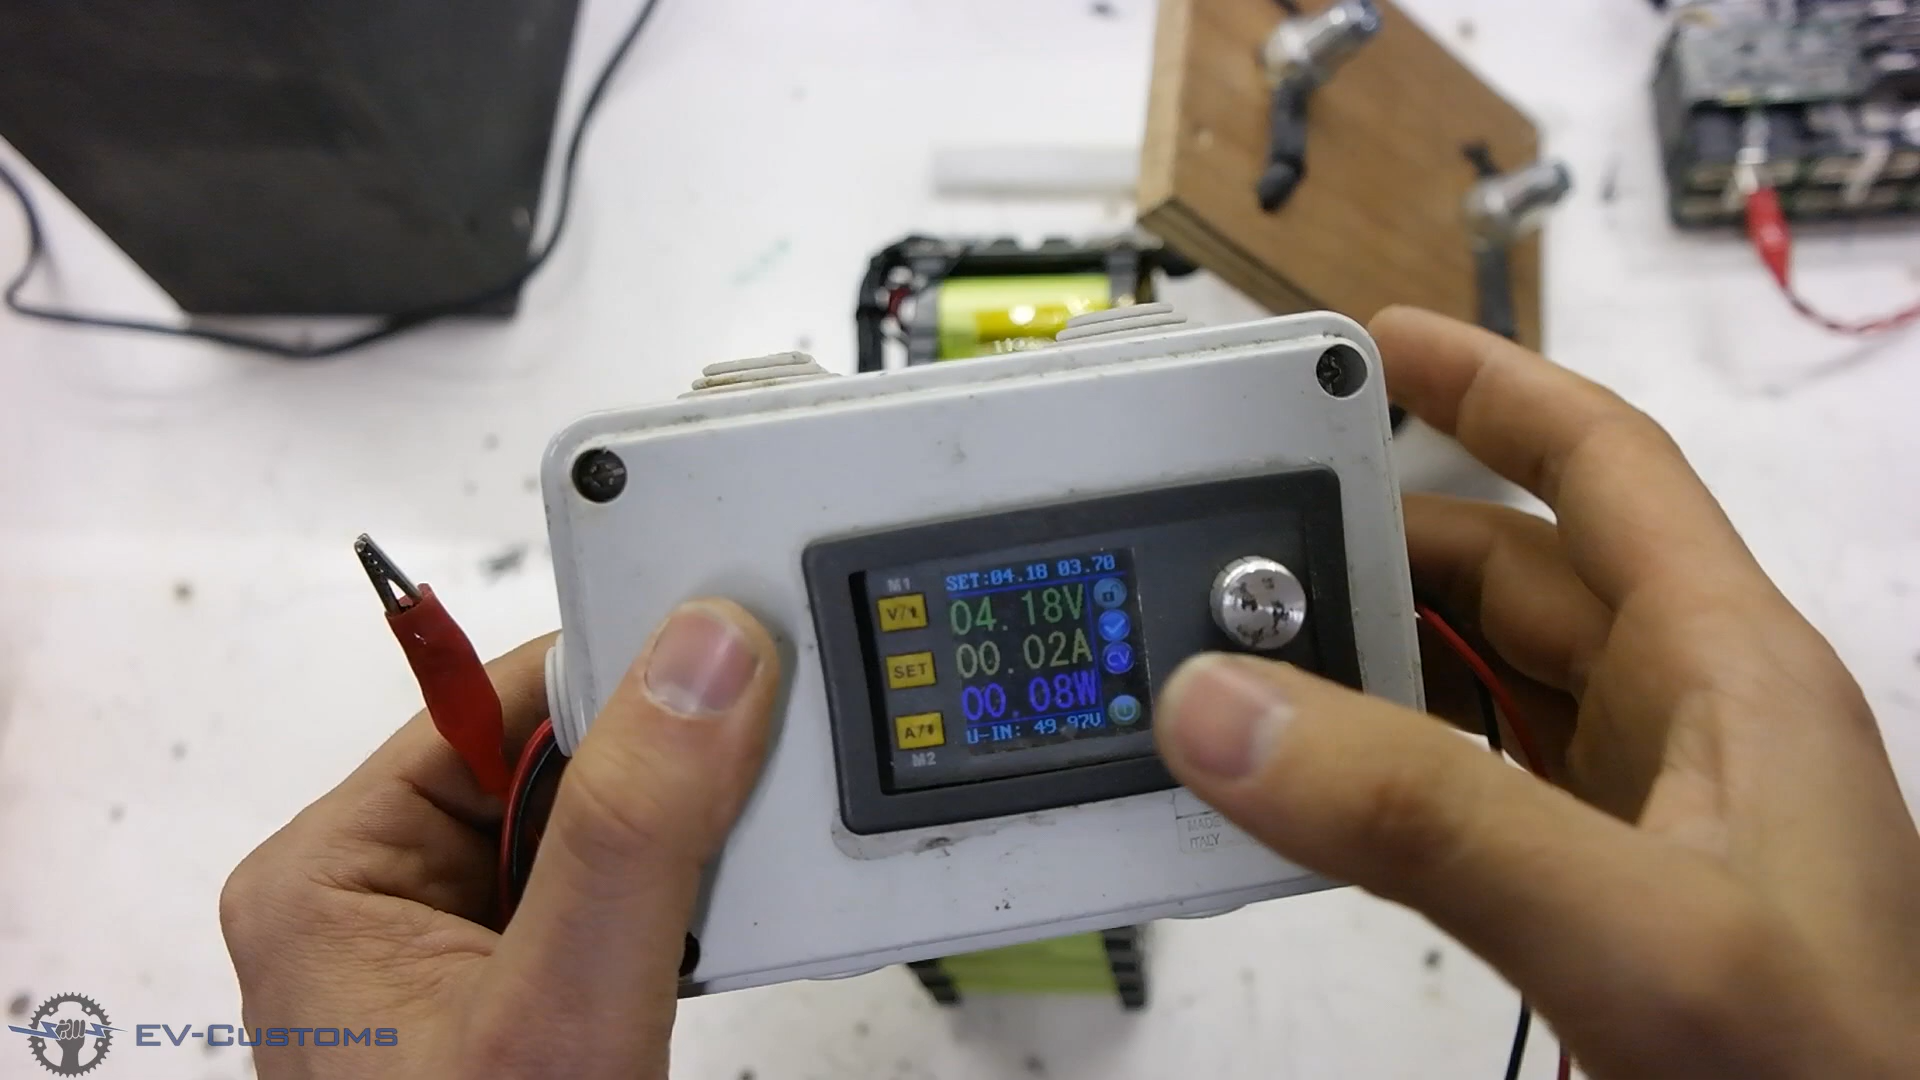 M1
V/↑
SET
A/↓
M2
SET:04.18 03.70
04.18V
00.02A
00.08W
U-IN: 49.97V
CV
MADE
ITALY
EV-Customs